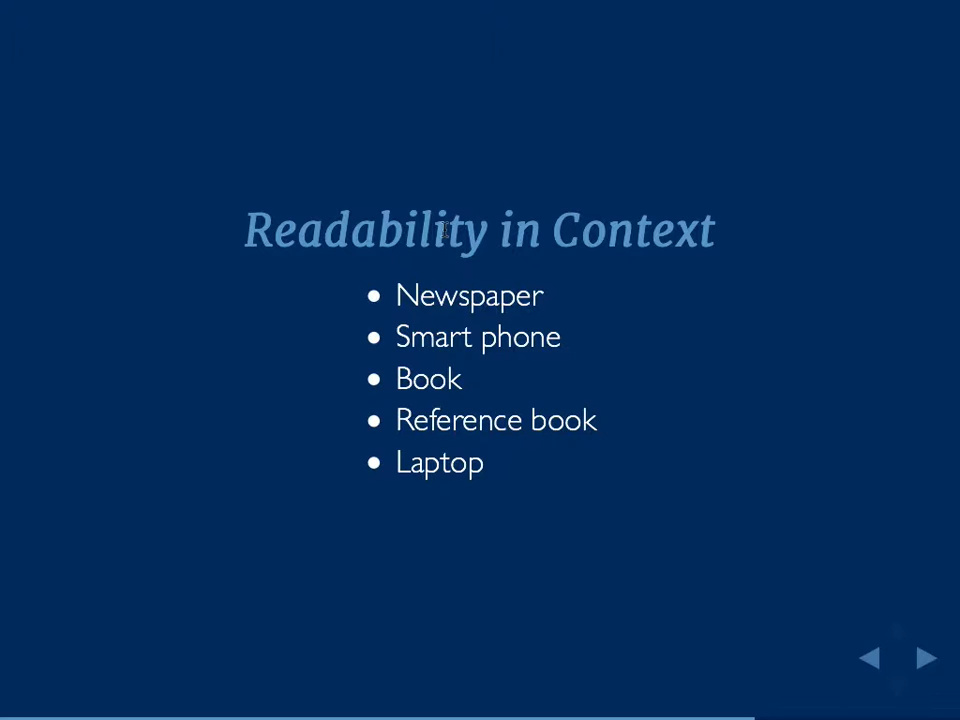 Readability in Context
Newspaper
Smart phone
Book
Reference book
Laptop